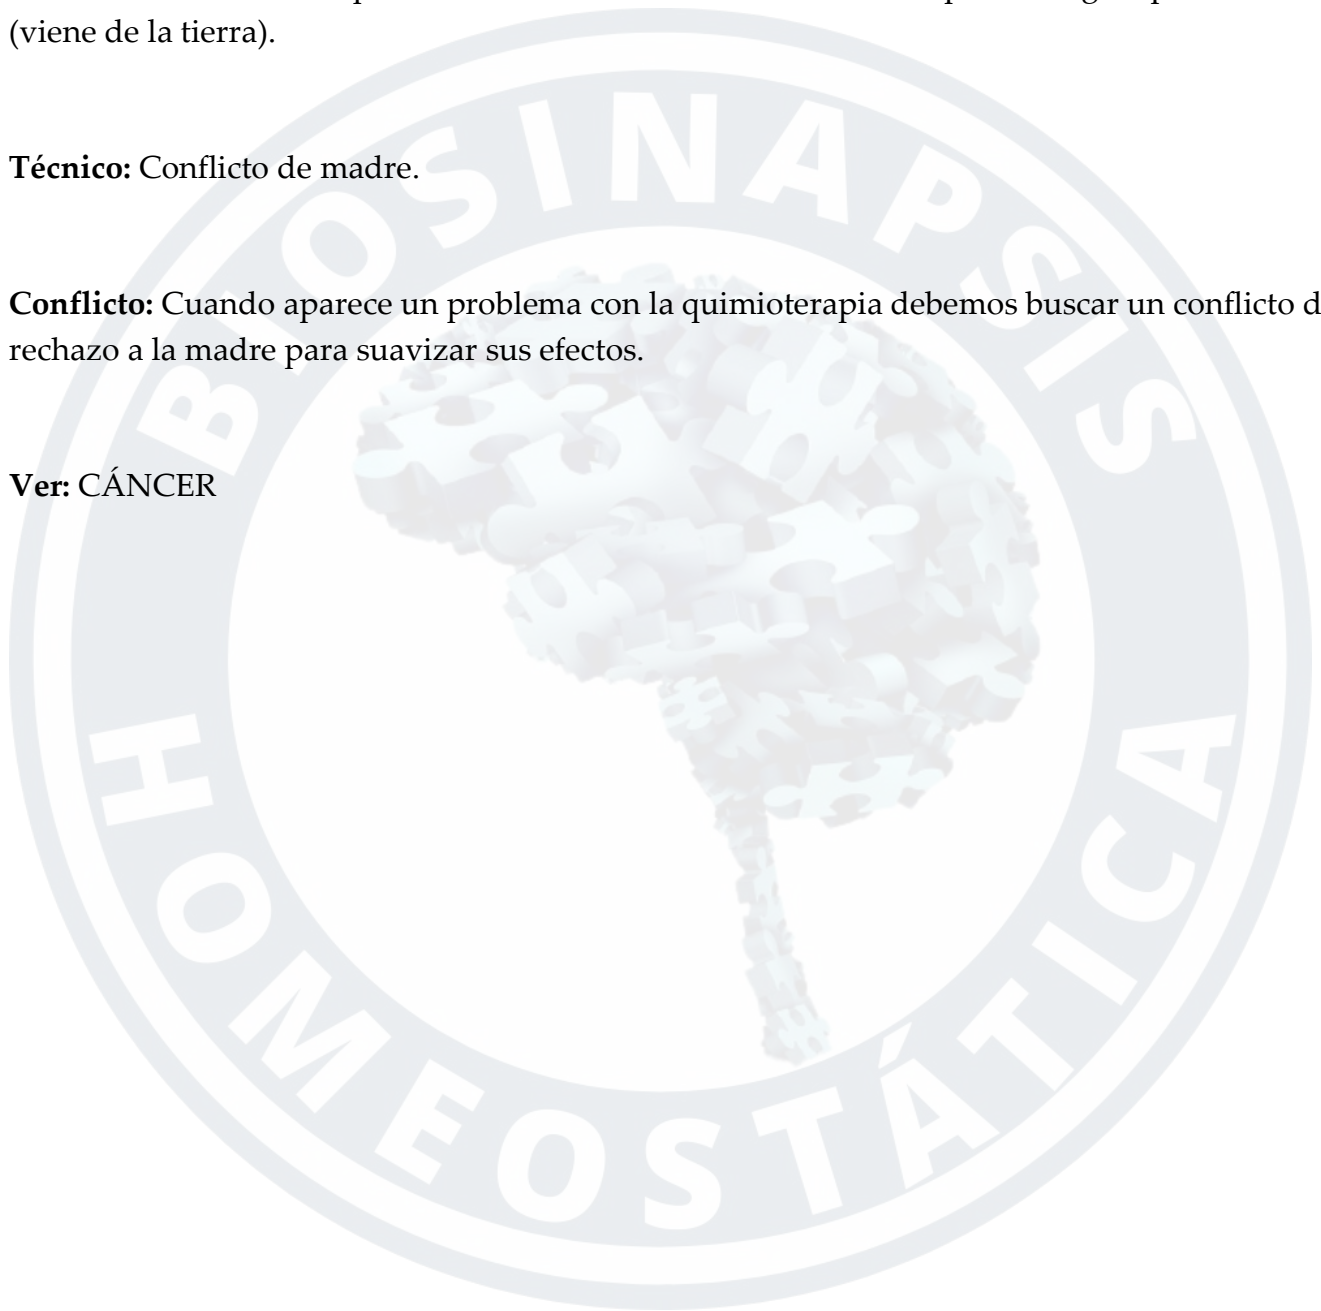 (viene de la tierra).
Técnico: Conflicto de madre.
Conflicto: Cuando aparece un problema con la quimioterapia debemos buscar un conflicto d
rechazo a la madre para suavizar sus efectos.
Ver: CÁNCER
BIOSINAPSIS
HOMEOSTÁTICA